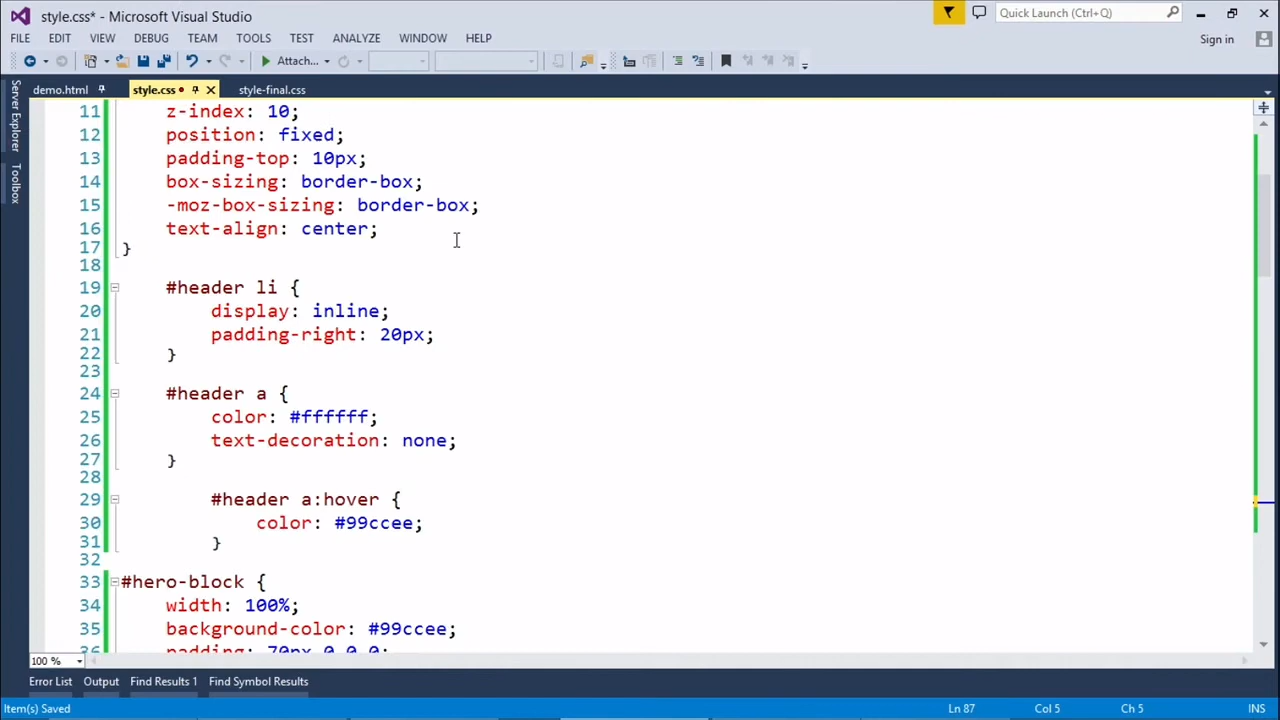 style.css* - Microsoft Visual Studio
Quick Launch (Ctrl+Q)
FILE EDIT VIEW DEBUG TEAM TOOLS TEST ANALYZE WINDOW HELP
Sign in
Attach...
demo.html style.css style-final.css
Server Explorer
Toolbox
11 z-index: 10;
12 position: fixed;
13 padding-top: 10px;
14 box-sizing: border-box;
15 -moz-box-sizing: border-box;
16 text-align: center;
17 }
18
19 #header li {
20 display: inline;
21 padding-right: 20px;
22 }
23
24 #header a {
25 color: #ffffff;
26 text-decoration: none;
27 }
28
29 #header a:hover {
30 color: #99ccee;
31 }
32
33 #hero-block {
34 width: 100%;
35 background-color: #99ccee;
36 padding: 70px 0 0 0;
100 %
Error List Output Find Results 1 Find Symbol Results
Item(s) Saved Ln 87 Col 5 Ch 5 INS